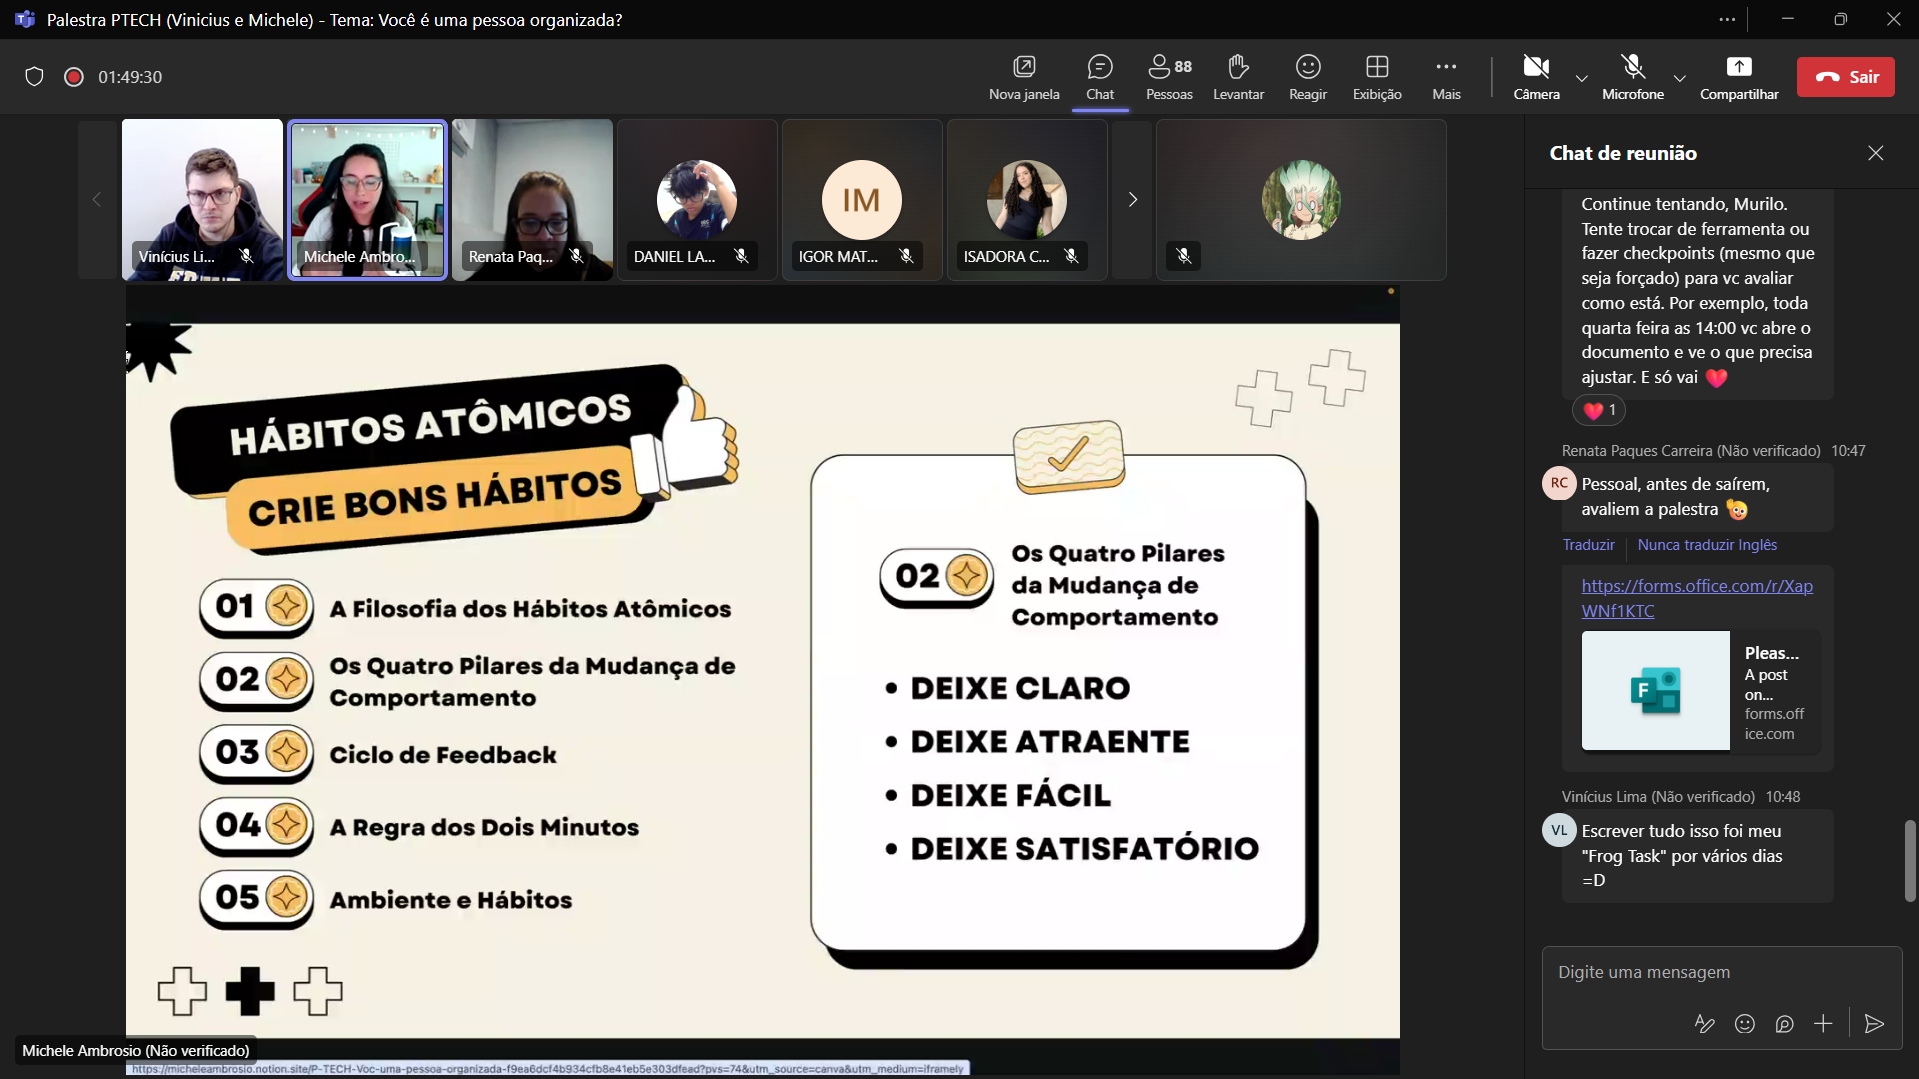 Palestra PTECH (Vinicius e Michele) - Tema: Você é uma pessoa organizada?
01:49:30
Nova janela
Chat
88
Pessoas
Levantar
Reagir
Exibição
Mais
Câmera
Microfone
Compartilhar
Sair
Vinícius Li...
Michele Ambro...
Renata Paq...
DANIEL LA...
IM
IGOR MAT...
ISADORA C...
HÁBITOS ATÔMICOS
CRIE BONS HÁBITOS
01 A Filosofia dos Hábitos Atômicos
02 Os Quatro Pilares da Mudança de
Comportamento
03 Ciclo de Feedback
04 A Regra dos Dois Minutos
05 Ambiente e Hábitos
02 Os Quatro Pilares
da Mudança de
Comportamento
• DEIXE CLARO
• DEIXE ATRAENTE
• DEIXE FÁCIL
• DEIXE SATISFATÓRIO
Michele Ambrosio (Não verificado)
https://micheleambrosio.notion.site/P-TECH-Voc-uma-pessoa-organizada-f9ea6dcf4b934cfb8e41eb5e303dfead?pvs=74&utm_source=canva&utm_medium=iframely
Chat de reunião
Continue tentando, Murilo.
Tente trocar de ferramenta ou
fazer checkpoints (mesmo que
seja forçado) para vc avaliar
como está. Por exemplo, toda
quarta feira as 14:00 vc abre o
documento e ve o que precisa
ajustar. E só vai ❤️
❤️ 1
Renata Paques Carreira (Não verificado) 10:47
RC
Pessoal, antes de saírem,
avaliem a palestra 🙋
Traduzir
Nunca traduzir Inglês
https://forms.office.com/r/Xap
WNf1KTC
F
Pleas...
A post
on...
forms.off
ice.com
Vinícius Lima (Não verificado) 10:48
VL
Escrever tudo isso foi meu
"Frog Task" por vários dias
=D
Digite uma mensagem